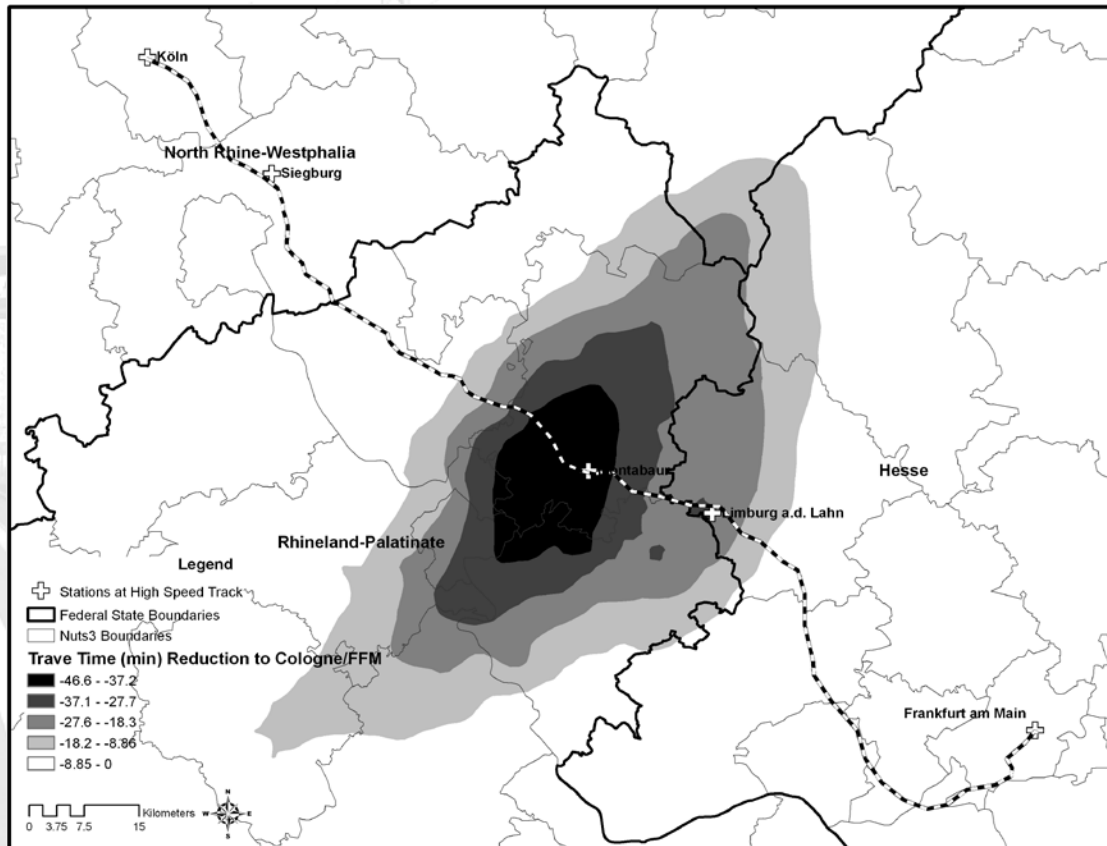 Köln
North Rhine-Westphalia
Siegburg
Montabaur
Hesse
Limburg a.d. Lahn
Rhineland-Palatinate
Legend
Stations at High Speed Track
Federal State Boundaries
Nuts3 Boundaries
Trave Time (min) Reduction to Cologne/FFM
-46.6 - -37.2
-37.1 - -27.7
-27.6 - -18.3
-18.2 - -8.86
-8.85 - 0
Frankfurt am Main
Kilometers
0 3.75 7.5 15
N
W E
S